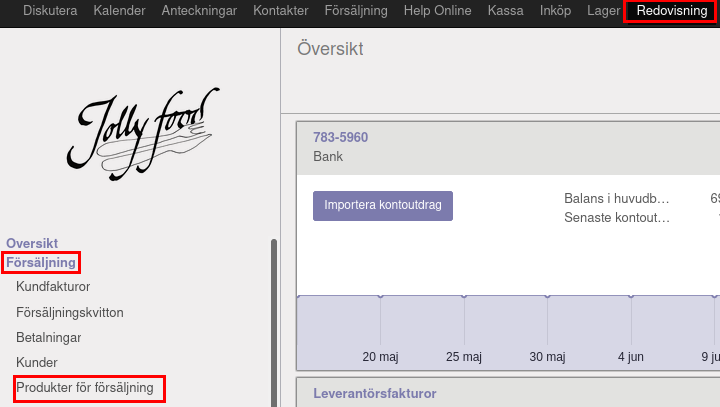 Diskutera Kalender Anteckningar Kontakter Försäljning Help Online Kassa Inköp Lager Redovisning
Översikt
Jolly food
783-5960
Bank
Importera kontoutdrag
Balans i huvudb…
Senaste kontout…
Oversikt
Försäljning
Kundfakturor
Försäljningskvitton
Betalningar
Kunder
Produkter för försäljning
20 maj 25 maj 30 maj 4 jun 9 ju
Leverantörsfakturor